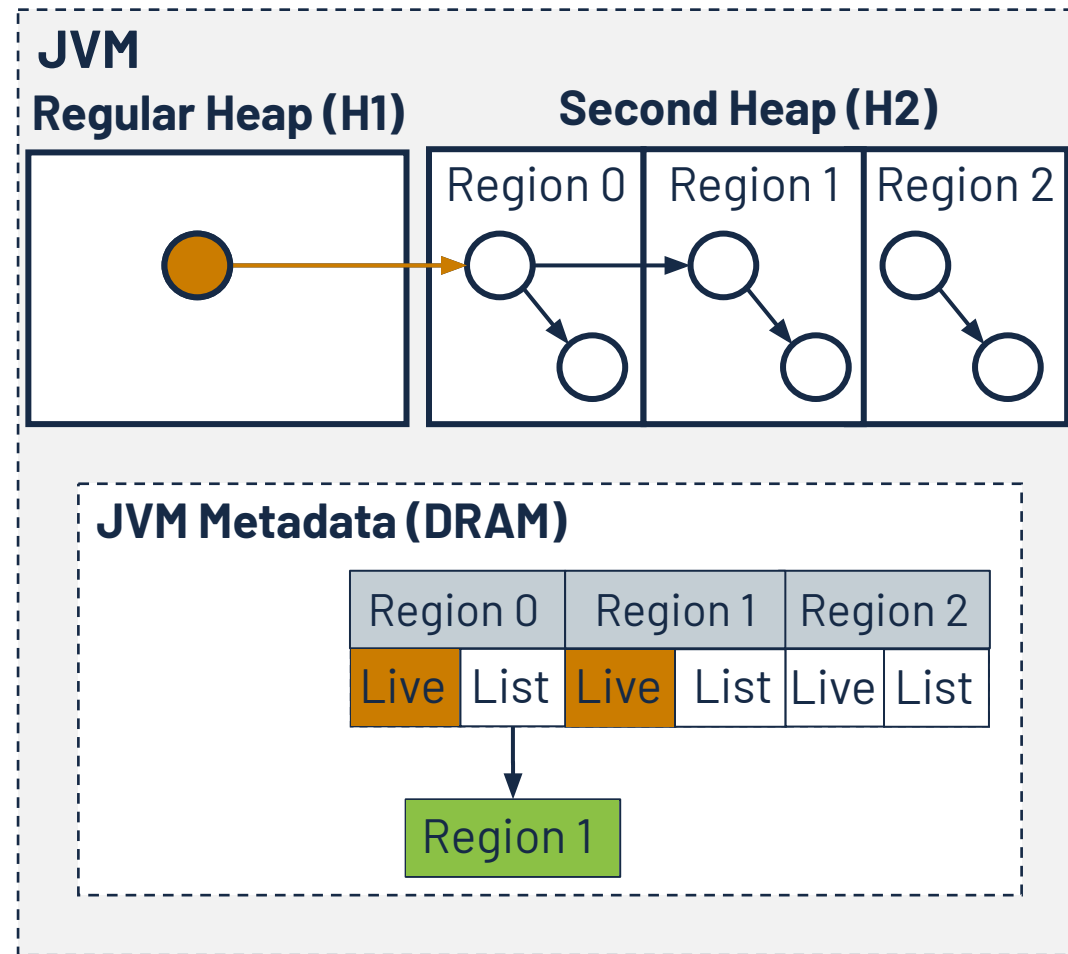 JVM
Regular Heap (H1)
Second Heap (H2)
Region 0
Region 1
Region 2
JVM Metadata (DRAM)
Region 0
Region 1
Region 2
Live
List
Live
List
Live
List
Region 1